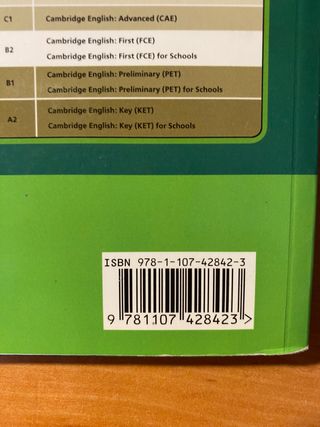 C1 Cambridge English: Advanced (CAE)
B2 Cambridge English: First (FCE)
Cambridge English: First (FCE) for Schools
B1 Cambridge English: Preliminary (PET)
Cambridge English: Preliminary (PET) for Schools
A2 Cambridge English: Key (KET)
Cambridge English: Key (KET) for Schools
ISBN 978-1-107-42842-3
9 781107 428423 >